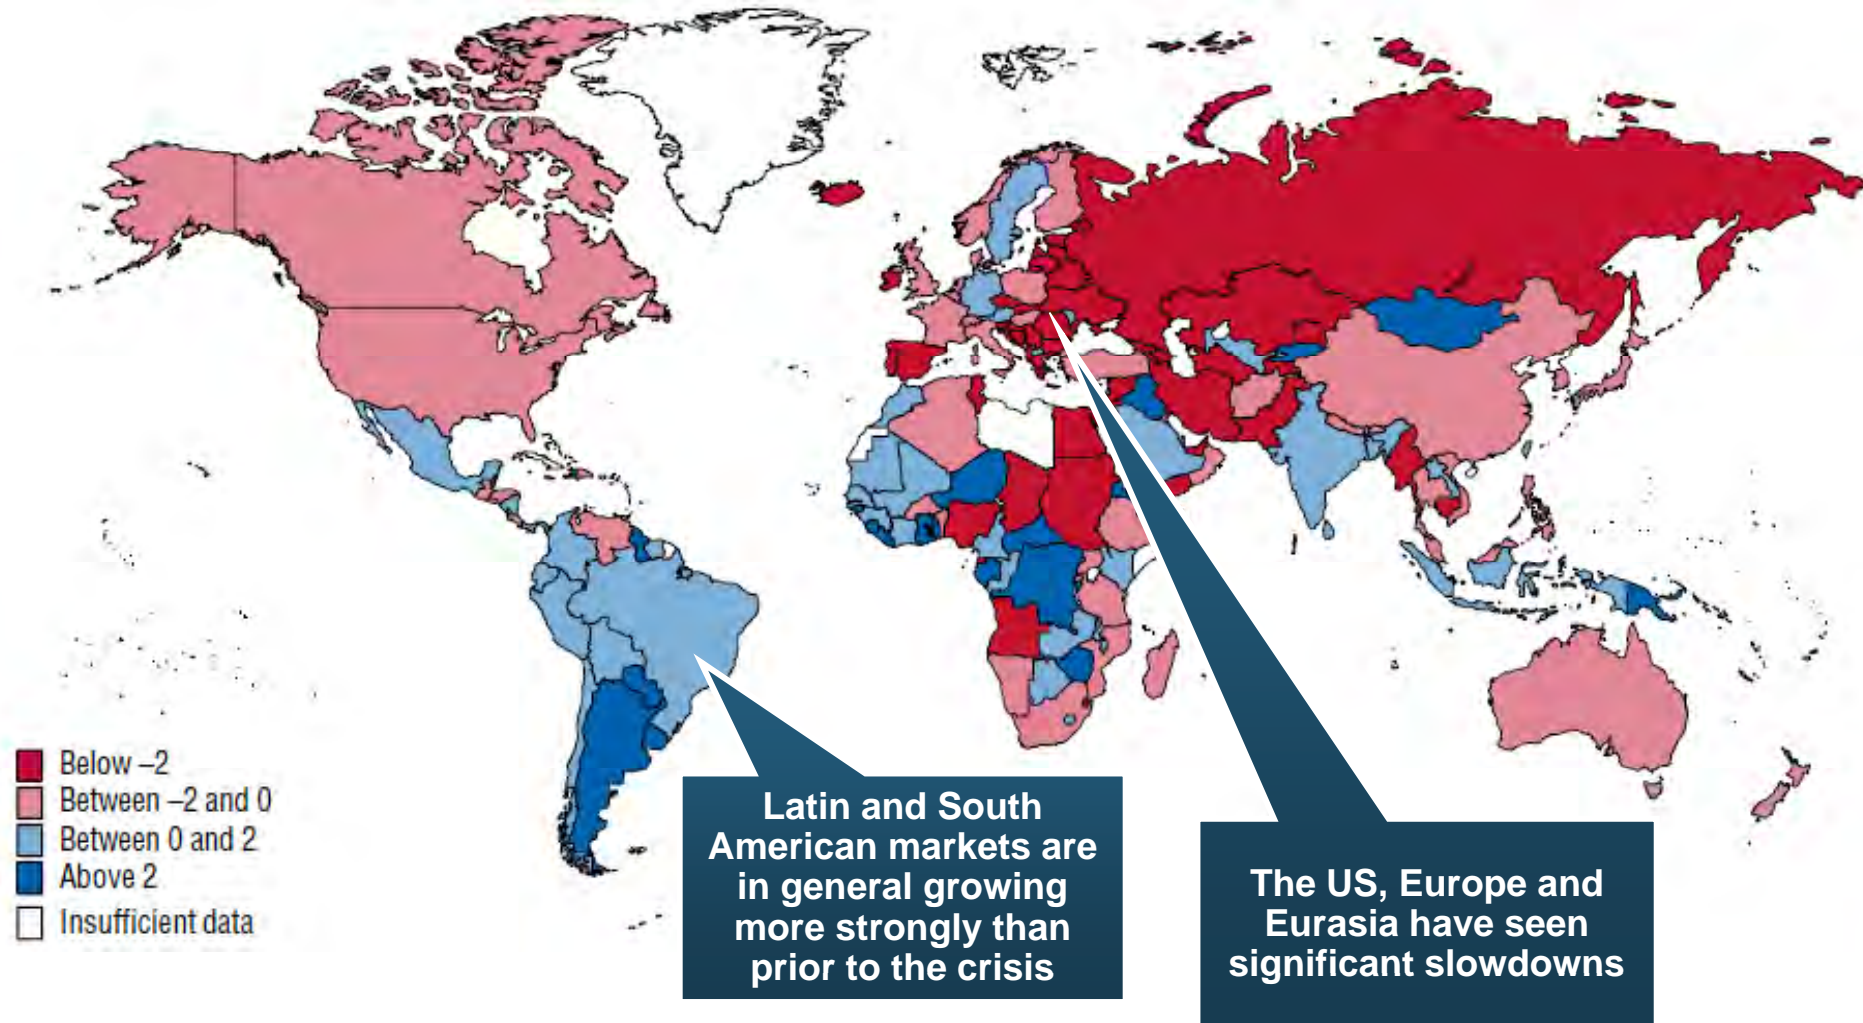 Below –2
Between –2 and 0
Between 0 and 2
Above 2
Insufficient data
Latin and South
American markets are
in general growing
more strongly than
prior to the crisis
The US, Europe and
Eurasia have seen
significant slowdowns